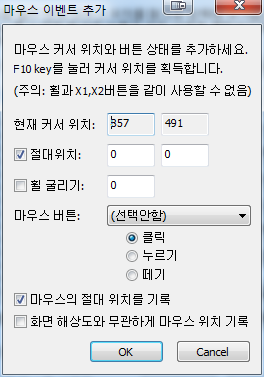 마우스 이벤트 추가
마우스 커서 위치와 버튼 상태를 추가하세요.
F10 key를 눌러 커서 위치를 획득합니다.
(주의: 휠과 X1,X2버튼을 같이 사용할 수 없음)
현재 커서 위치: 357 491
절대위치: 0 0
휠 굴리기: 0
마우스 버튼: (선택안함)
클릭
누르기
떼기
마우스의 절대 위치를 기록
화면 해상도와 무관하게 마우스 위치 기록
OK Cancel